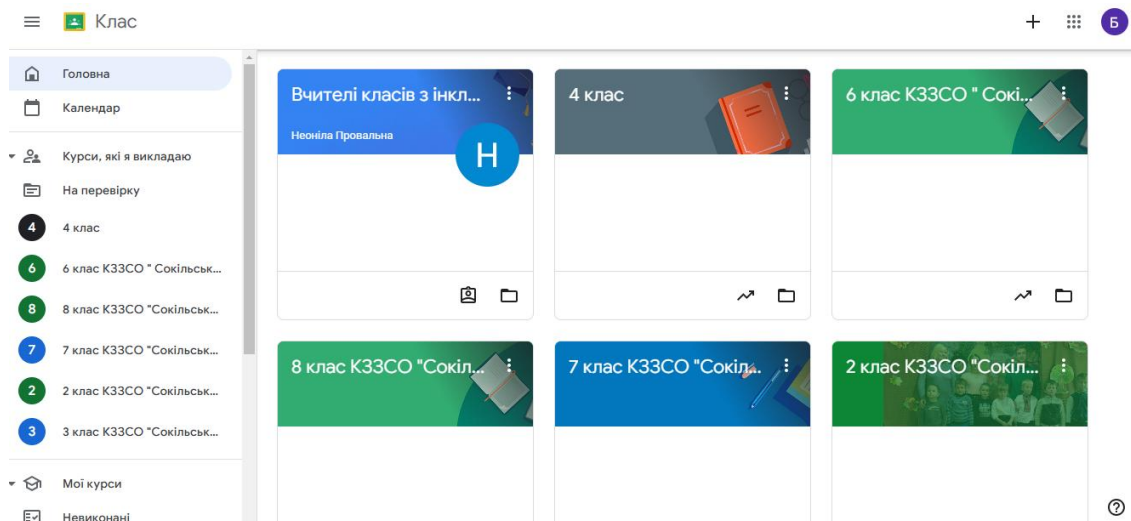 Клас
Б
Головна
Календар
Курси, які я викладаю
На перевірку
4
4 клас
6
6 клас КЗЗСО " Сокільськ...
8
8 клас КЗЗСО "Сокільськ...
7
7 клас КЗЗСО "Сокільськ...
2
2 клас КЗЗСО "Сокільськ...
3
3 клас КЗЗСО "Сокільськ...
Мої курси
Невиконані
Вчителі класів з інкл...
Неоніла Провальна
Н
4 клас
6 клас КЗЗСО " Сокі...
8 клас КЗЗСО "Сокіл...
7 клас КЗЗСО "Сокіл...
2 клас КЗЗСО "Сокіл...